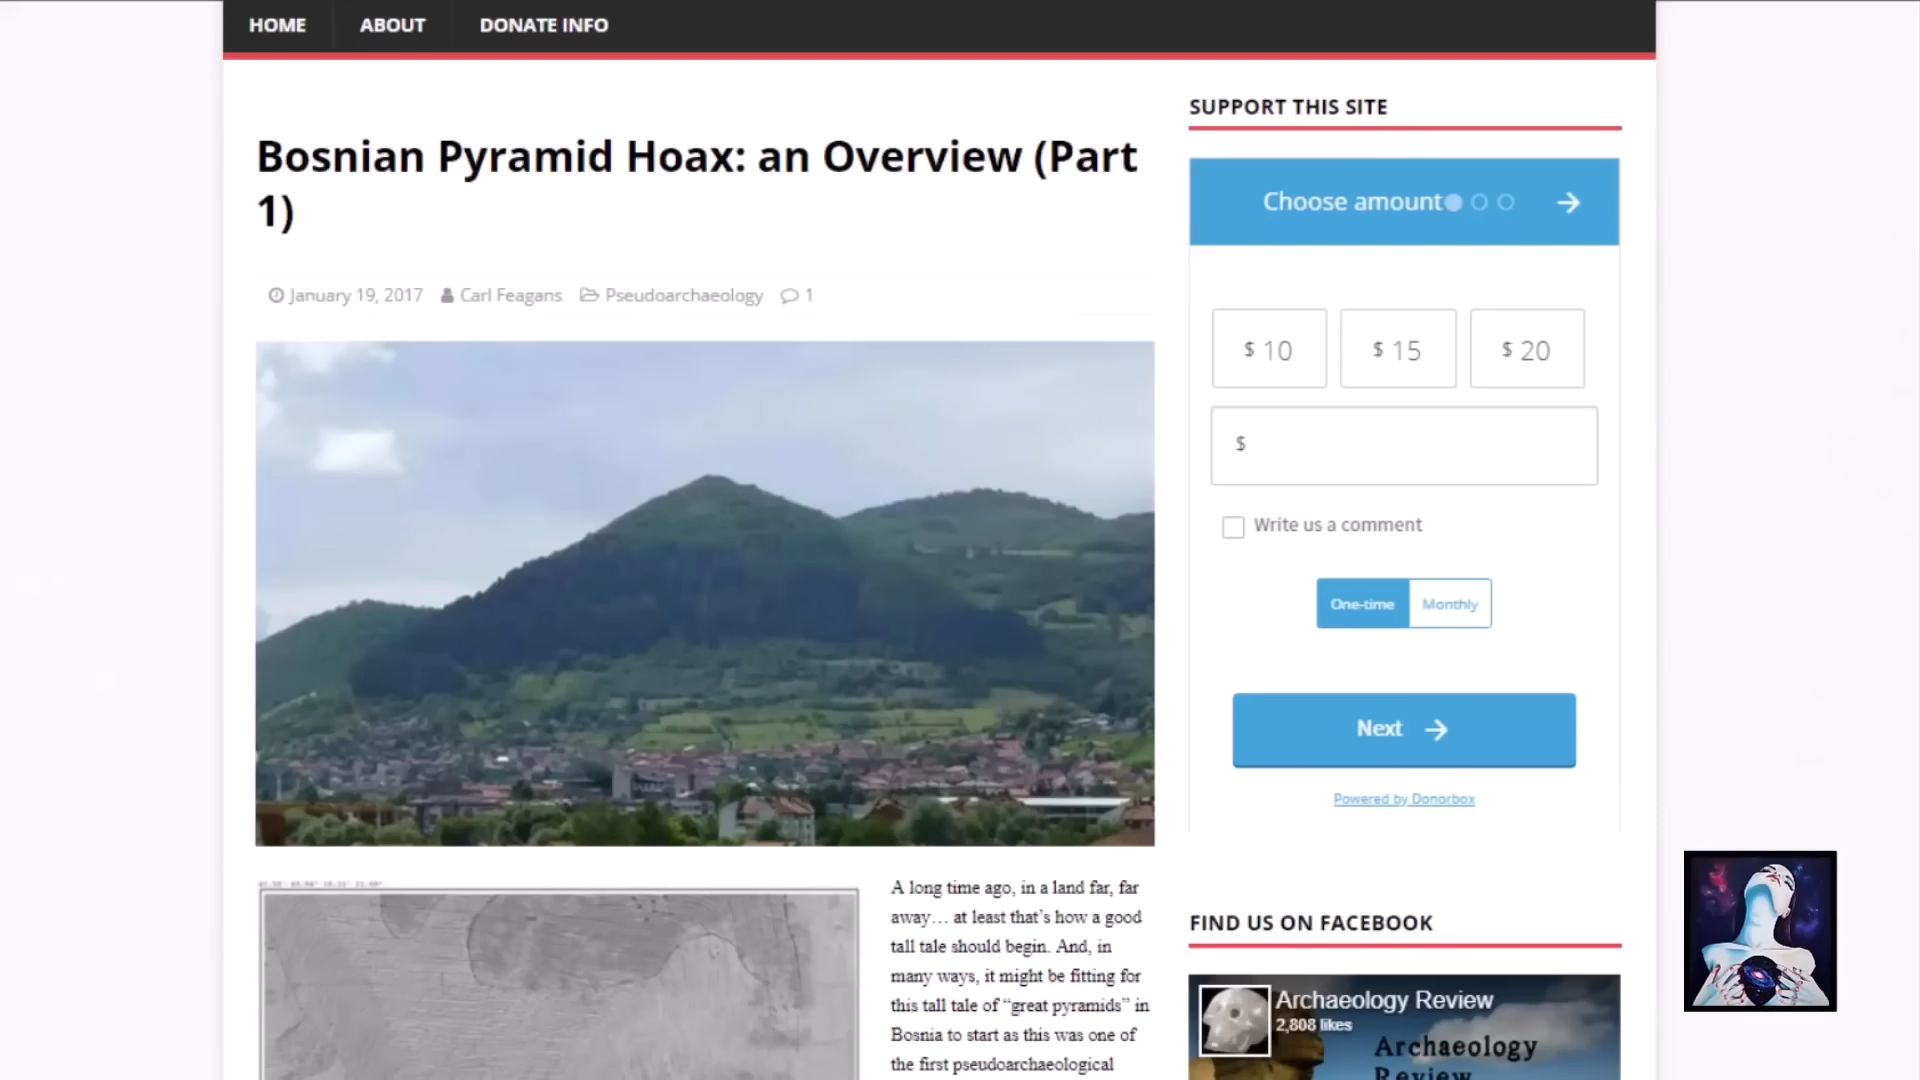 HOME ABOUT DONATE INFO
Bosnian Pyramid Hoax: an Overview (Part
1)
January 19, 2017 Carl Feagans Pseudoarchaeology 1
A long time ago, in a land far, far
away… at least that's how a good
tall tale should begin. And, in
many ways, it might be fitting for
this tall tale of “great pyramids” in
Bosnia to start as this was one of
the first pseudoarchaeological
SUPPORT THIS SITE
Choose amount
$ 10 $ 15 $ 20
$
Write us a comment
One-time Monthly
Next
Powered by Donorbox
FIND US ON FACEBOOK
Archaeology Review
2,808 likes
Archaeology
Review